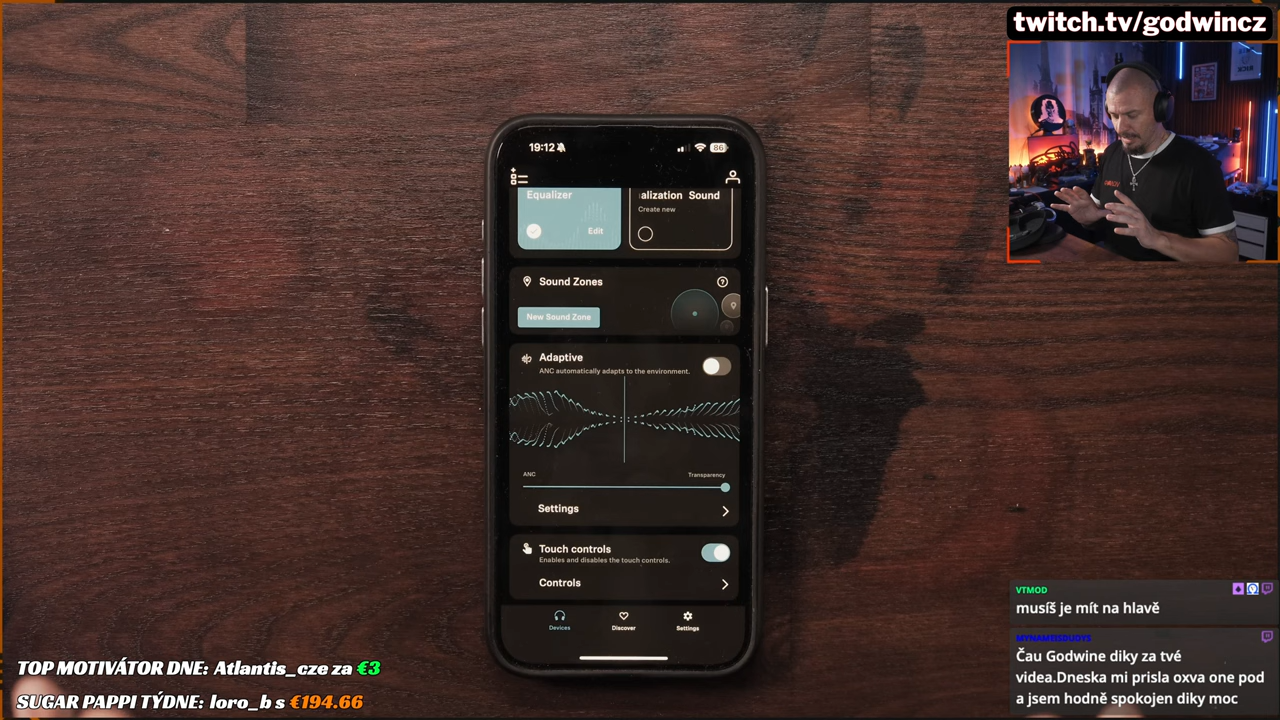 twitch.tv/godwincz
19:12
86
Equalizer
Edit
alization Sound
Create new
Sound Zones
?
New Sound Zone
Adaptive
ANC automatically adapts to the environment.
ANC
Transparency
Settings
Touch controls
Enables and disables the touch controls.
Controls
Devices
Discover
Settings
VTMOD
musíš je mít na hlavě
MYNAMEISDUDYS
Čau Godwine diky za tvé
videa.Dneska mi prisla oxva one pod
a jsem hodně spokojen diky moc
TOP MOTIVÁTOR DNE: Atlantis_cze za €3
SUGAR PAPPI TÝDNE: loro_b s €194.66